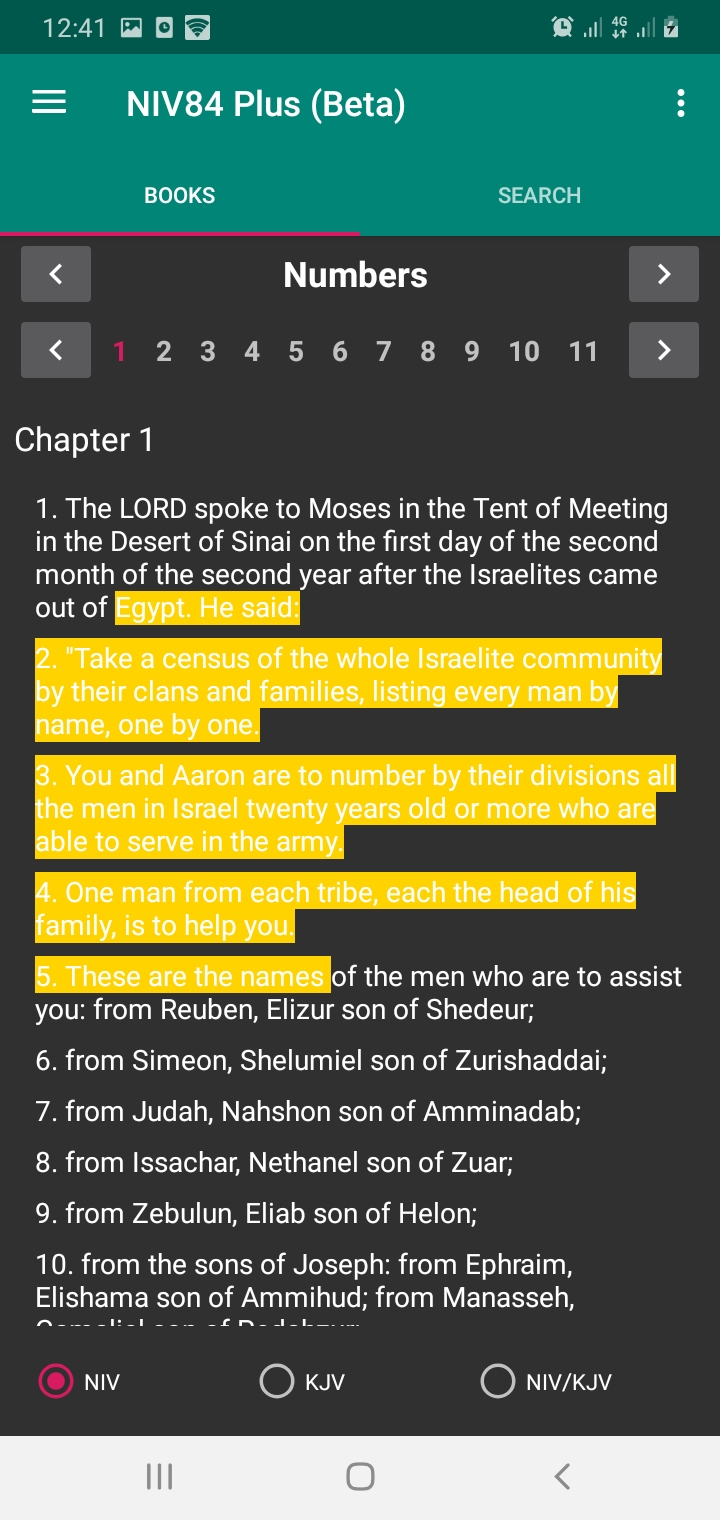 12:41
4G
NIV84 Plus (Beta)
BOOKS
SEARCH
Numbers
1 2 3 4 5 6 7 8 9 10 11
Chapter 1
1. The LORD spoke to Moses in the Tent of Meeting
in the Desert of Sinai on the first day of the second
month of the second year after the Israelites came
out of Egypt. He said:
2. "Take a census of the whole Israelite community
by their clans and families, listing every man by
name, one by one.
3. You and Aaron are to number by their divisions all
the men in Israel twenty years old or more who are
able to serve in the army.
4. One man from each tribe, each the head of his
family, is to help you.
5. These are the names of the men who are to assist
you: from Reuben, Elizur son of Shedeur;
6. from Simeon, Shelumiel son of Zurishaddai;
7. from Judah, Nahshon son of Amminadab;
8. from Issachar, Nethanel son of Zuar;
9. from Zebulun, Eliab son of Helon;
10. from the sons of Joseph: from Ephraim,
Elishama son of Ammihud; from Manasseh,
NIV
KJV
NIV/KJV